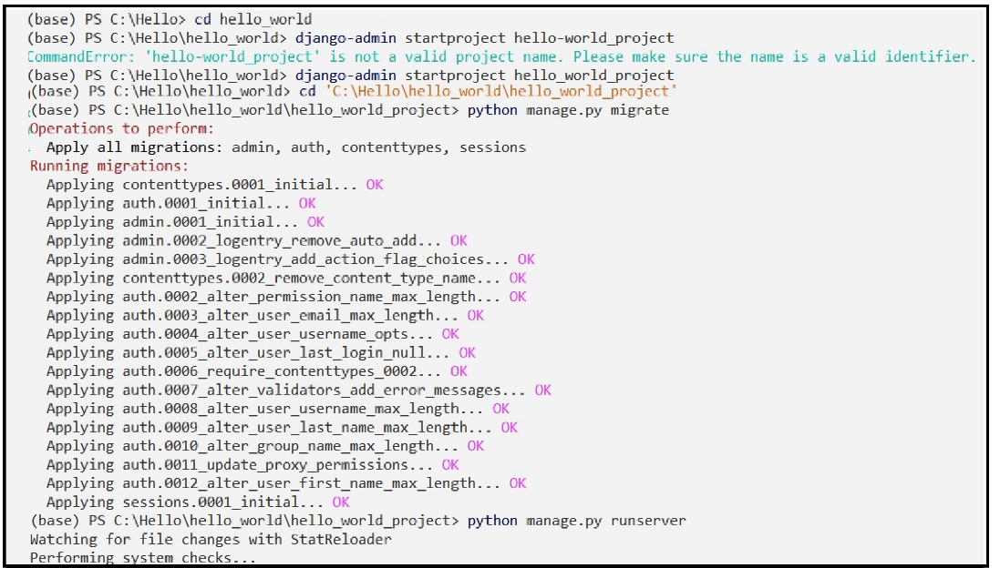 (base) PS C:\Hello> cd hello_world
(base) PS C:\Hello\hello_world> django-admin startproject hello-world_project
CommandError: 'hello-world_project' is not a valid project name. Please make sure the name is a valid identifier.
(base) PS C:\Hello\hello_world> django-admin startproject hello_world_project
(base) PS C:\Hello\hello_world> cd 'C:\Hello\hello_world\hello_world_project'
(base) PS C:\Hello\hello_world\hello_world_project> python manage.py migrate
Operations to perform:
  Apply all migrations: admin, auth, contenttypes, sessions
Running migrations:
  Applying contenttypes.0001_initial... OK
  Applying auth.0001_initial... OK
  Applying admin.0001_initial... OK
  Applying admin.0002_logentry_remove_auto_add... OK
  Applying admin.0003_logentry_add_action_flag_choices... OK
  Applying contenttypes.0002_remove_content_type_name... OK
  Applying auth.0002_alter_permission_name_max_length... OK
  Applying auth.0003_alter_user_email_max_length... OK
  Applying auth.0004_alter_user_username_opts... OK
  Applying auth.0005_alter_user_last_login_null... OK
  Applying auth.0006_require_contenttypes_0002... OK
  Applying auth.0007_alter_validators_add_error_messages... OK
  Applying auth.0008_alter_user_username_max_length... OK
  Applying auth.0009_alter_user_last_name_max_length... OK
  Applying auth.0010_alter_group_name_max_length... OK
  Applying auth.0011_update_proxy_permissions... OK
  Applying auth.0012_alter_user_first_name_max_length... OK
  Applying sessions.0001_initial... OK
(base) PS C:\Hello\hello_world\hello_world_project> python manage.py runserver
Watching for file changes with StatReloader
Performing system checks...